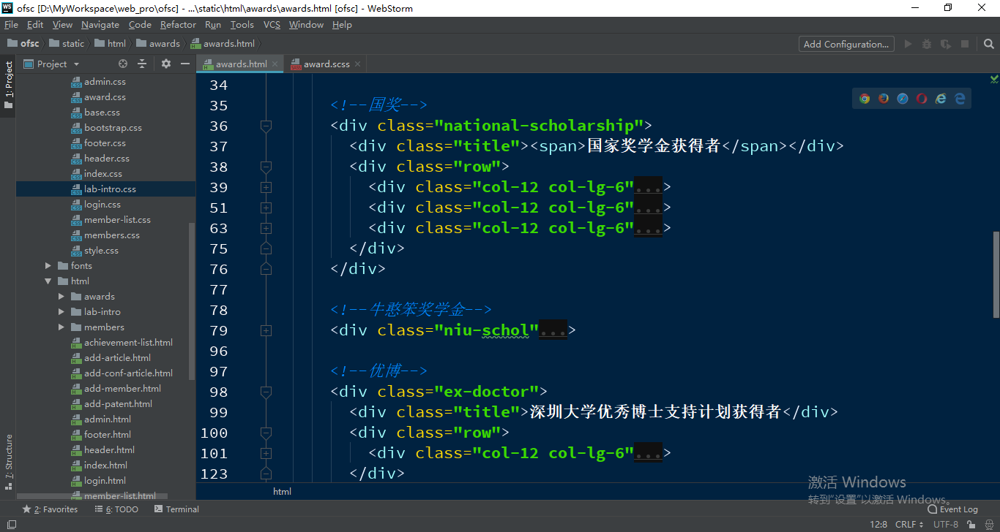 ofsc [D:\MyWorkspace\web_pro\ofsc] - ...\static\html\awards\awards.html [ofsc] - WebStorm
File Edit View Navigate Code Refactor Run Tools VCS Window Help
ofsc static html awards awards.html Add Configuration...
Project awards.html award.scss
1: Project
admin.css
award.css
base.css
bootstrap.css
footer.css
header.css
index.css
lab-intro.css
login.css
member-list.css
members.css
style.css
fonts
html
awards
lab-intro
members
achievement-list.html
add-article.html
add-conf-article.html
add-member.html
add-patent.html
admin.html
footer.html
header.html
index.html
login.html
member-list.html
7: Structure
34
35 <!--国奖-->
36 <div class="national-scholarship">
37 <div class="title"><span>国家奖学金获得者</span></div>
38 <div class="row">
39 <div class="col-12 col-lg-6"...>
51 <div class="col-12 col-lg-6"...>
63 <div class="col-12 col-lg-6"...>
75 </div>
76 </div>
77
78 <!--牛憨笨奖学金-->
79 <div class="niu-schol"...>
96
97 <!--优博-->
98 <div class="ex-doctor">
99 <div class="title">深圳大学优秀博士支持计划获得者</div>
100 <div class="row">
101 <div class="col-12 col-lg-6"...>
123 </div>
html
激活 Windows
转到“设置”以激活 Windows。
2: Favorites 6: TODO Terminal Event Log
12:8 CRLF UTF-8